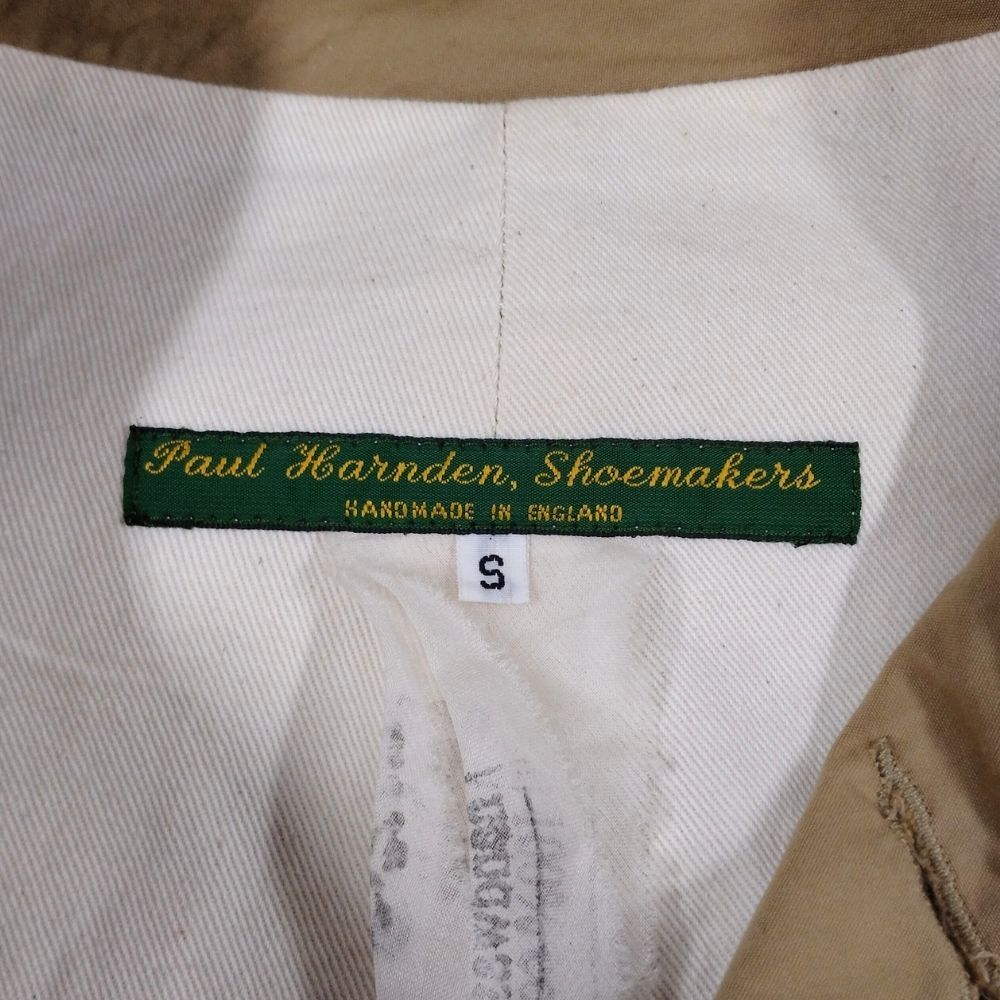 Paul Harnden, Shoemakers
HANDMADE IN ENGLAND
S